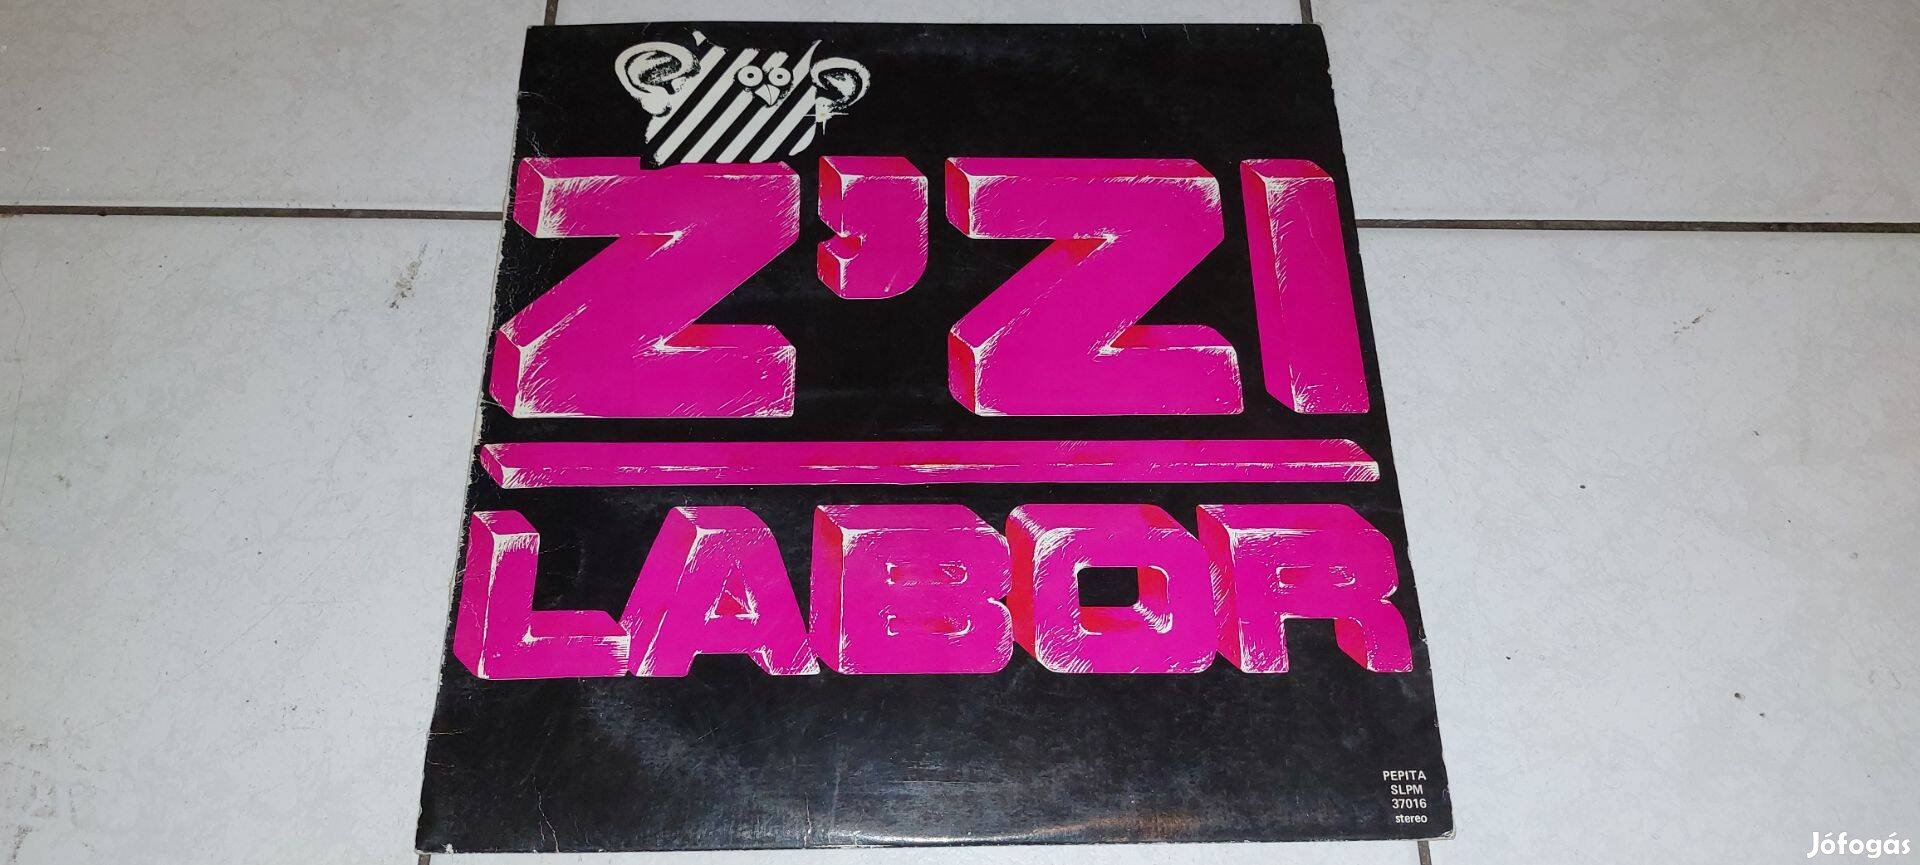 Z'ZI
LABOR
PEPITA
SLPM
37016
stereo
Jófogás